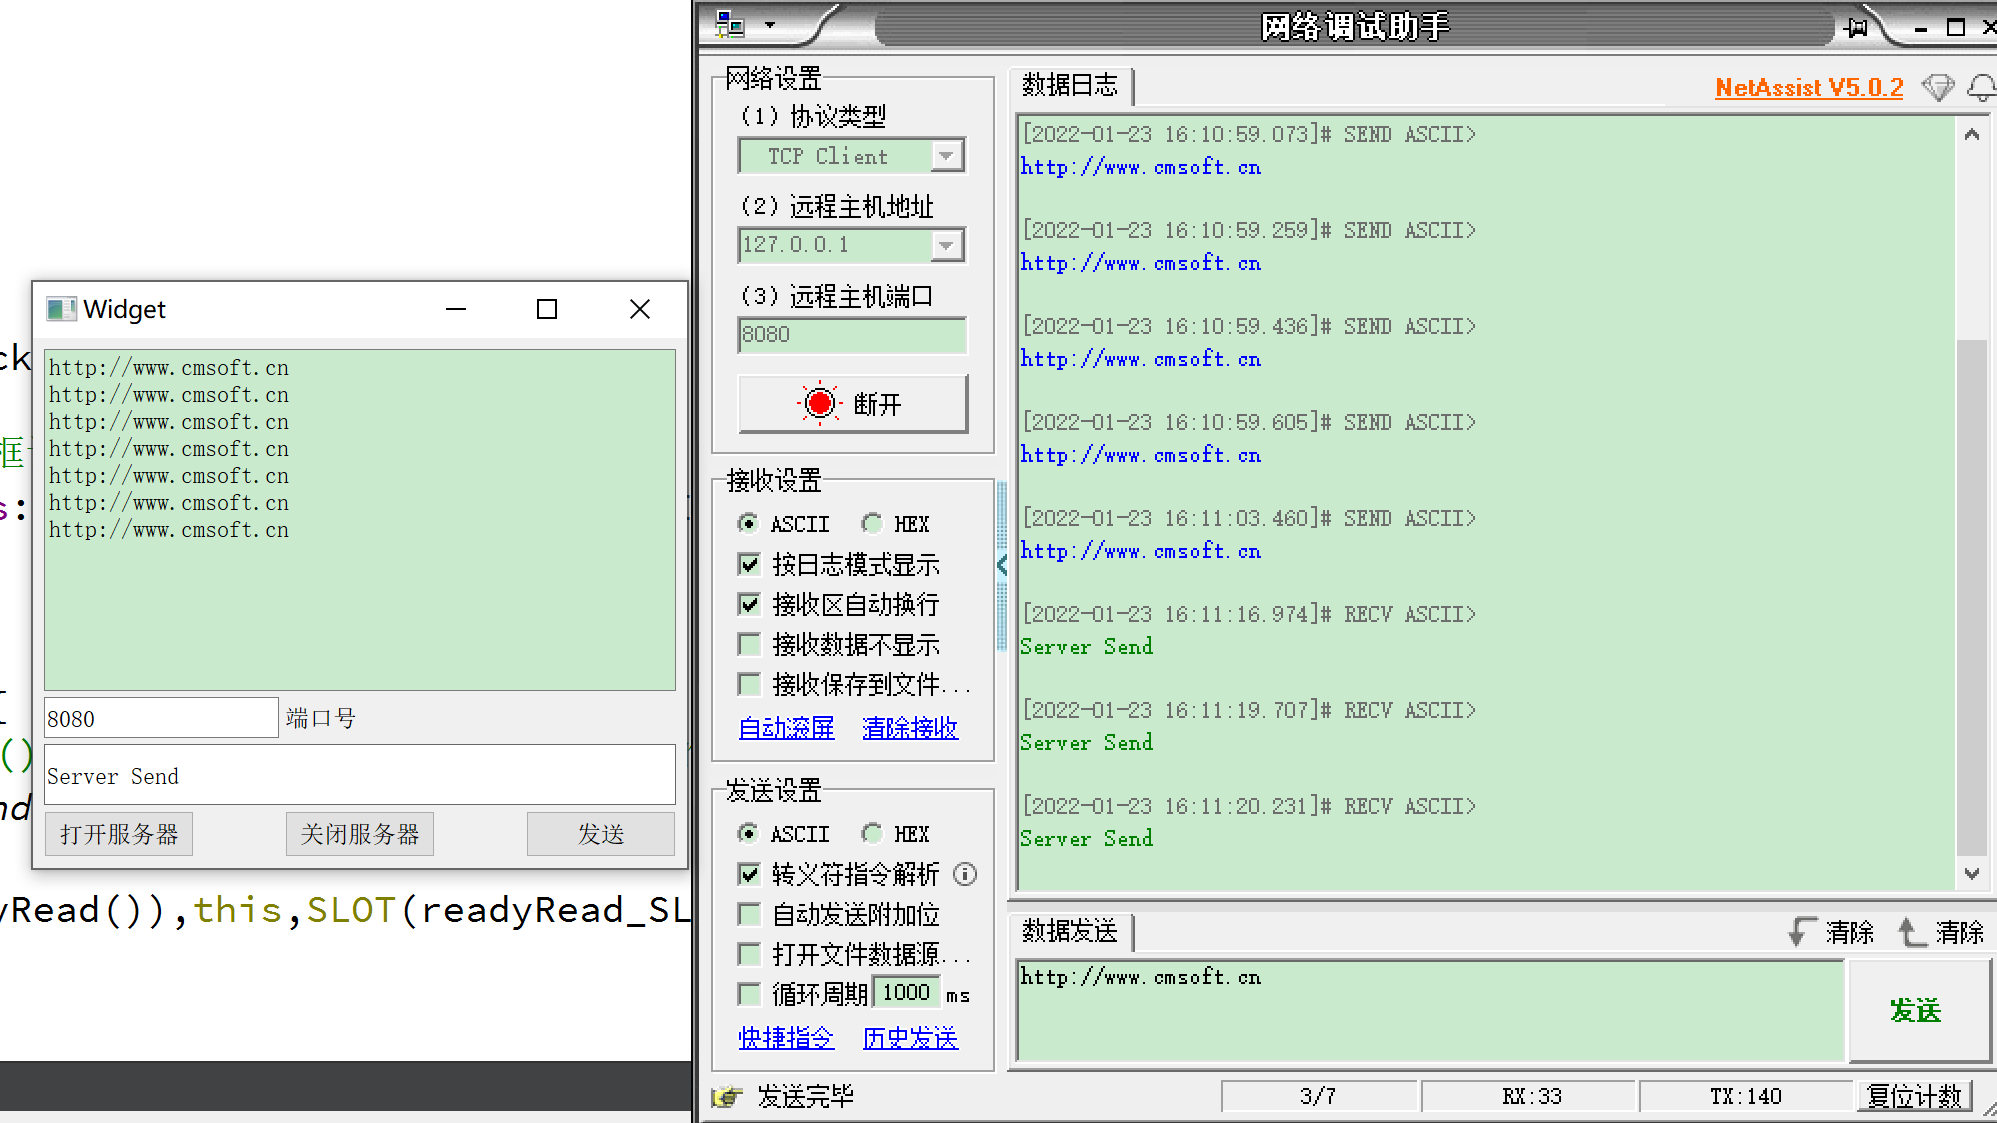 ck
框
s:
()
nd
yRead()),this,SLOT(readyRead_SL
Widget
http://www.cmsoft.cn
http://www.cmsoft.cn
http://www.cmsoft.cn
http://www.cmsoft.cn
http://www.cmsoft.cn
http://www.cmsoft.cn
http://www.cmsoft.cn
8080 端口号
Server Send
打开服务器 关闭服务器 发送
网络调试助手
网络设置
(1) 协议类型
TCP Client
(2) 远程主机地址
127.0.0.1
(3) 远程主机端口
8080
断开
接收设置
ASCII HEX
按日志模式显示
接收区自动换行
接收数据不显示
接收保存到文件...
自动滚屏 清除接收
发送设置
ASCII HEX
转义符指令解析
自动发送附加位
打开文件数据源...
循环周期 1000 ms
快捷指令 历史发送
数据日志
NetAssist V5.0.2
[2022-01-23 16:10:59.073]# SEND ASCII>
http://www.cmsoft.cn
[2022-01-23 16:10:59.259]# SEND ASCII>
http://www.cmsoft.cn
[2022-01-23 16:10:59.436]# SEND ASCII>
http://www.cmsoft.cn
[2022-01-23 16:10:59.605]# SEND ASCII>
http://www.cmsoft.cn
[2022-01-23 16:11:03.460]# SEND ASCII>
http://www.cmsoft.cn
[2022-01-23 16:11:16.974]# RECV ASCII>
Server Send
[2022-01-23 16:11:19.707]# RECV ASCII>
Server Send
[2022-01-23 16:11:20.231]# RECV ASCII>
Server Send
数据发送 清除 清除
http://www.cmsoft.cn
发送
发送完毕 3/7 RX:33 TX:140 复位计数